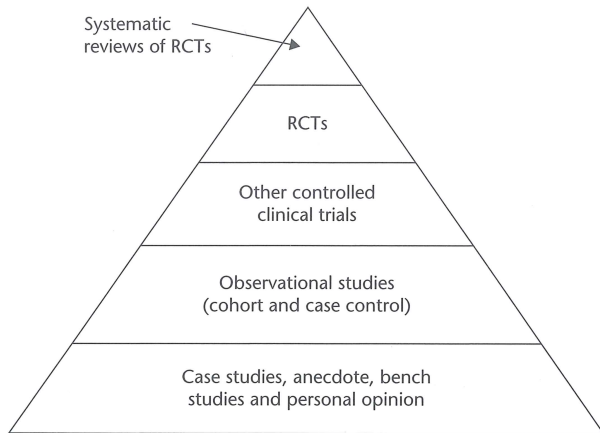 Systematic
reviews of RCTs
RCTs
Other controlled
clinical trials
Observational studies
(cohort and case control)
Case studies, anecdote, bench
studies and personal opinion